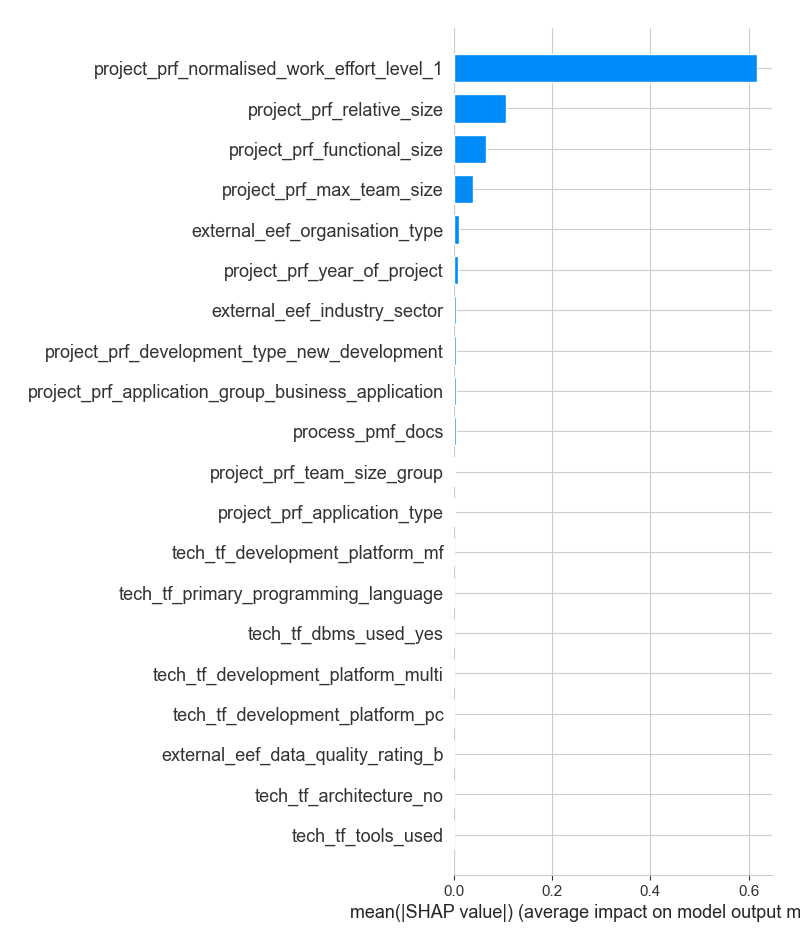 project_prf_normalised_work_effort_level_1
project_prf_relative_size
project_prf_functional_size
project_prf_max_team_size
external_eef_organisation_type
project_prf_year_of_project
external_eef_industry_sector
project_prf_development_type_new_development
project_prf_application_group_business_application
process_pmf_docs
project_prf_team_size_group
project_prf_application_type
tech_tf_development_platform_mf
tech_tf_primary_programming_language
tech_tf_dbms_used_yes
tech_tf_development_platform_multi
tech_tf_development_platform_pc
external_eef_data_quality_rating_b
tech_tf_architecture_no
tech_tf_tools_used
0.0 0.2 0.4 0.6
mean(|SHAP value|) (average impact on model output m